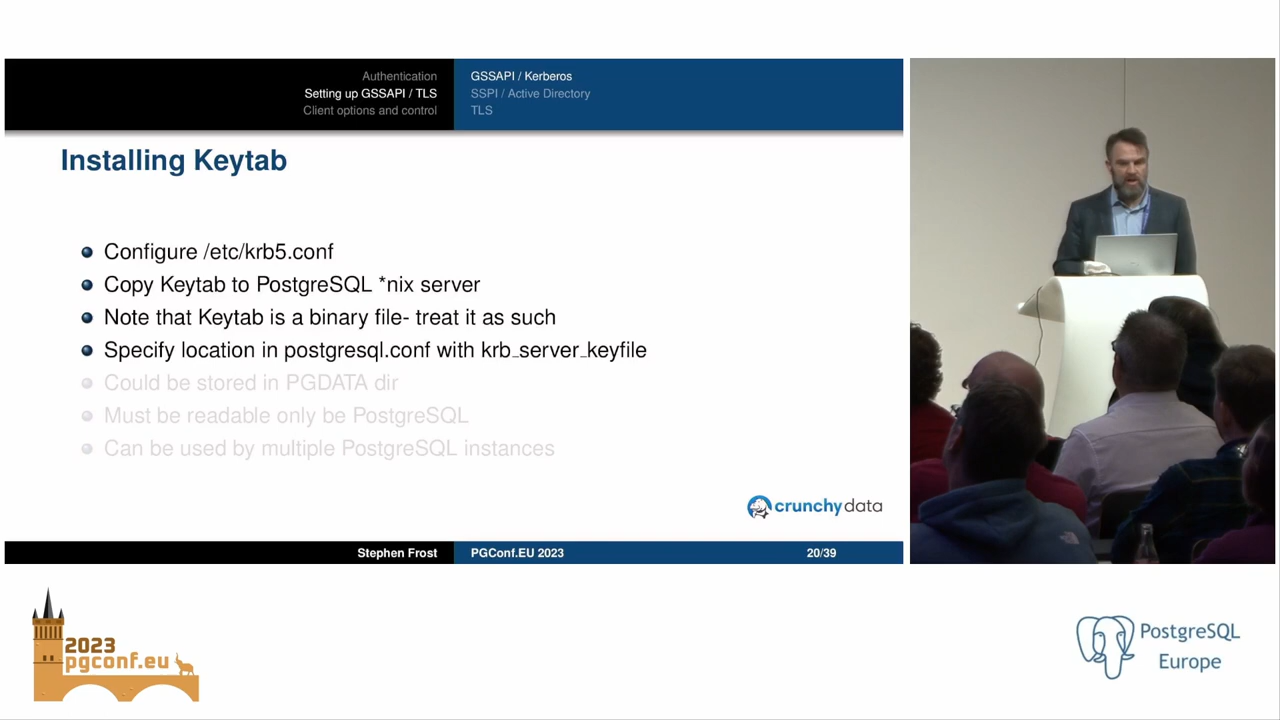 Authentication
Setting up GSSAPI / TLS
Client options and control
GSSAPI / Kerberos
SSPI / Active Directory
TLS
Installing Keytab
Configure /etc/krb5.conf
Copy Keytab to PostgreSQL *nix server
Note that Keytab is a binary file- treat it as such
Specify location in postgresql.conf with krb_server_keyfile
Could be stored in PGDATA dir
Must be readable only be PostgreSQL
Can be used by multiple PostgreSQL instances
crunchydata
Stephen Frost
PGConf.EU 2023
20/39
2023
pgconf.eu
PostgreSQL
Europe